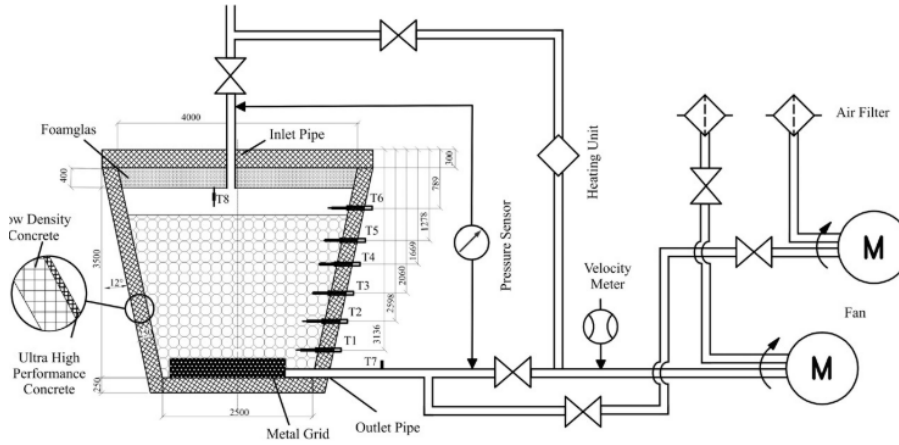 Foamglas
4000
Inlet Pipe
Air Filter
400
T8
300
789
T6
Heating Unit
ow Density
Concrete
T5
1278
T4
1669
Pressure Sensor
M
3500
12°
T3
2060
Velocity
Meter
T2
2598
Fan
Ultra High
Performance
Concrete
T1
3136
T7
M
250
2500
Outlet Pipe
Metal Grid